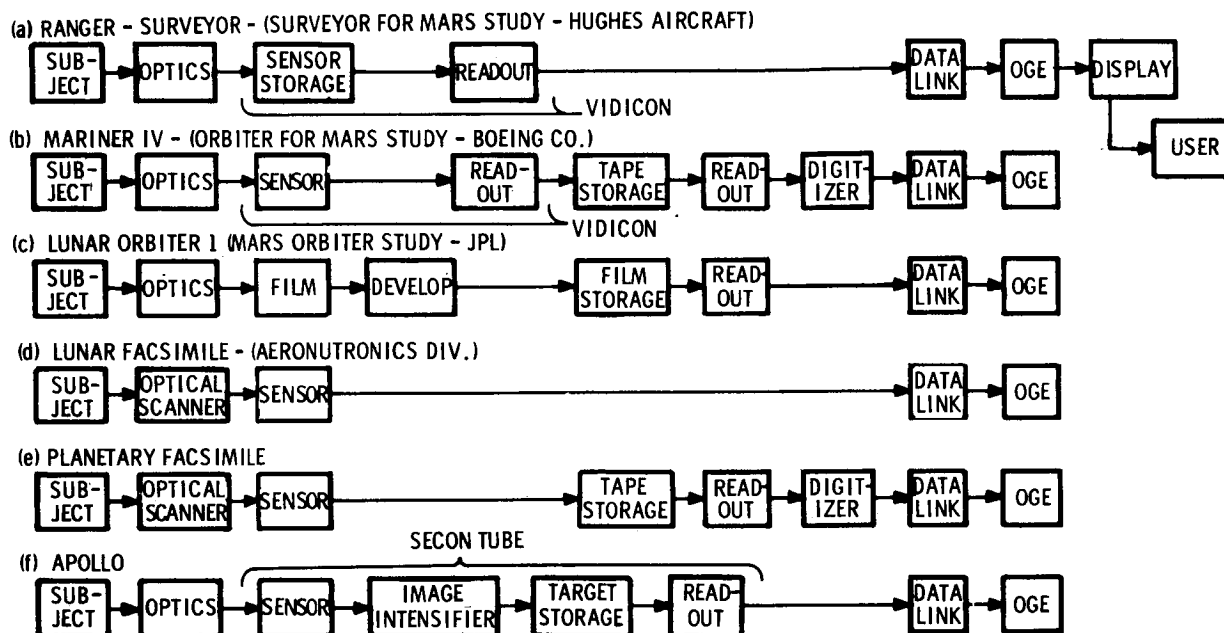 (a) RANGER - SURVEYOR - (SURVEYOR FOR MARS STUDY - HUGHES AIRCRAFT)
SUB-
JECT
OPTICS
SENSOR
STORAGE
READOUT
DATA
LINK
OGE
DISPLAY
VIDICON
USER
(b) MARINER IV - (ORBITER FOR MARS STUDY - BOEING CO.)
SUB-
JECT
OPTICS
SENSOR
READ-
OUT
TAPE
STORAGE
READ-
OUT
DIGIT-
IZER
DATA
LINK
OGE
VIDICON
(c) LUNAR ORBITER 1 (MARS ORBITER STUDY - JPL)
SUB-
JECT
OPTICS
FILM
DEVELOP
FILM
STORAGE
READ-
OUT
DATA
LINK
OGE
(d) LUNAR FACSIMILE - (AERONUTRONICS DIV.)
SUB-
JECT
OPTICAL
SCANNER
SENSOR
DATA
LINK
OGE
(e) PLANETARY FACSIMILE
SUB-
JECT
OPTICAL
SCANNER
SENSOR
TAPE
STORAGE
READ-
OUT
DIGIT-
IZER
DATA
LINK
OGE
SECON TUBE
(f) APOLLO
SUB-
JECT
OPTICS
SENSOR
IMAGE
INTENSIFIER
TARGET
STORAGE
READ-
OUT
DATA
LINK
OGE